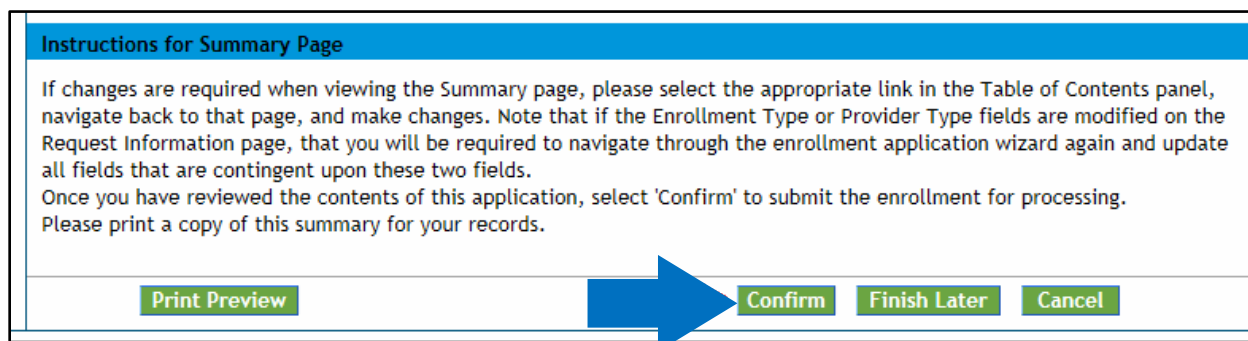 Instructions for Summary Page
If changes are required when viewing the Summary page, please select the appropriate link in the Table of Contents panel,
navigate back to that page, and make changes. Note that if the Enrollment Type or Provider Type fields are modified on the
Request Information page, that you will be required to navigate through the enrollment application wizard again and update
all fields that are contingent upon these two fields.
Once you have reviewed the contents of this application, select 'Confirm' to submit the enrollment for processing.
Please print a copy of this summary for your records.
Print Preview Confirm Finish Later Cancel